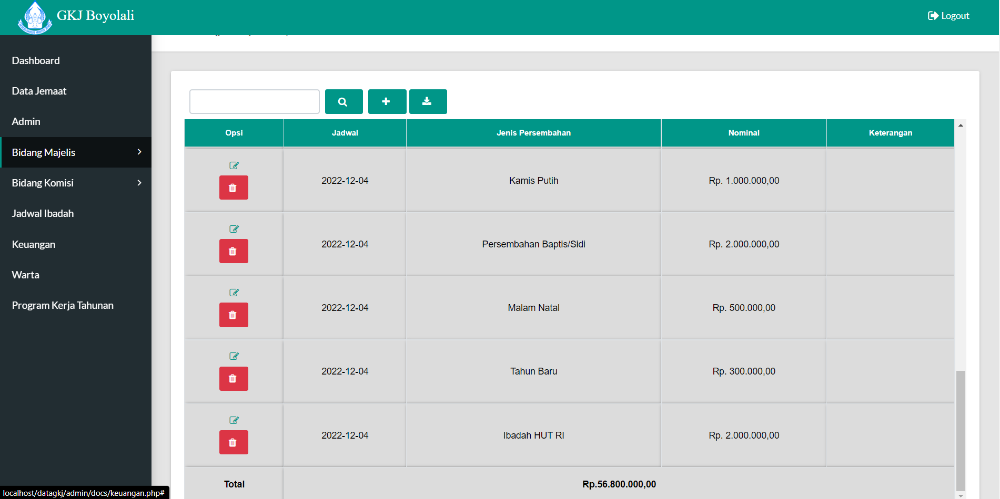 GKJ Boyolali
Logout
Dashboard
Data Jemaat
Admin
Bidang Majelis
Bidang Komisi
Jadwal Ibadah
Keuangan
Warta
Program Kerja Tahunan
Opsi Jadwal Jenis Persembahan Nominal Keterangan
2022-12-04 Kamis Putih Rp. 1.000.000,00
2022-12-04 Persembahan Baptis/Sidi Rp. 2.000.000,00
2022-12-04 Malam Natal Rp. 500.000,00
2022-12-04 Tahun Baru Rp. 300.000,00
2022-12-04 Ibadah HUT RI Rp. 2.000.000,00
Total Rp.56.800.000,00
localhost/datagkj/admin/docs/keuangan.php#